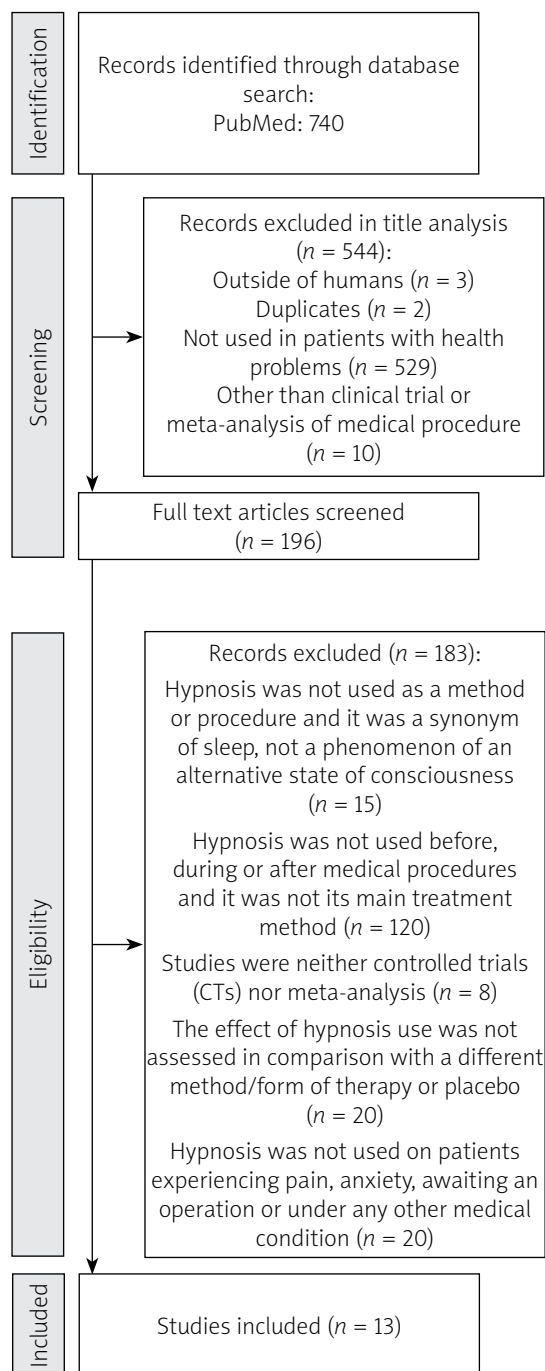 Identification
Records identified through database
search:
PubMed: 740
Screening
Records excluded in title analysis
(n = 544):
Outside of humans (n = 3)
Duplicates (n = 2)
Not used in patients with health
problems (n = 529)
Other than clinical trial or
meta-analysis of medical procedure
(n = 10)
Full text articles screened
(n = 196)
Eligibility
Records excluded (n = 183):
Hypnosis was not used as a method
or procedure and it was a synonym
of sleep, not a phenomenon of an
alternative state of consciousness
(n = 15)
Hypnosis was not used before,
during or after medical procedures
and it was not its main treatment
method (n = 120)
Studies were neither controlled trials
(CTs) nor meta-analysis (n = 8)
The effect of hypnosis use was not
assessed in comparison with a different
method/form of therapy or placebo
(n = 20)
Hypnosis was not used on patients
experiencing pain, anxiety, awaiting an
operation or under any other medical
condition (n = 20)
Included
Studies included (n = 13)